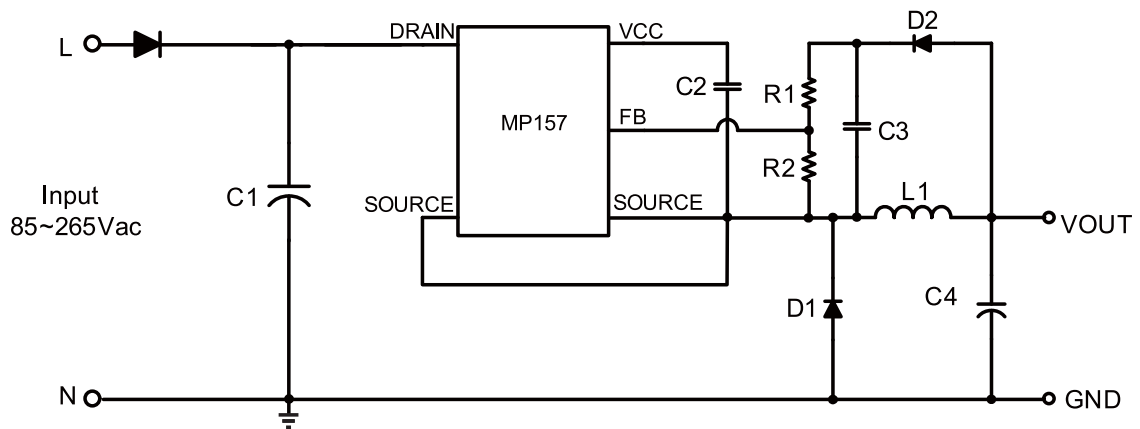 L
DRAIN
VCC
D2
C2
R1
MP157
FB
C3
R2
Input
85~265Vac
C1
SOURCE
SOURCE
L1
VOUT
D1
C4
N
GND